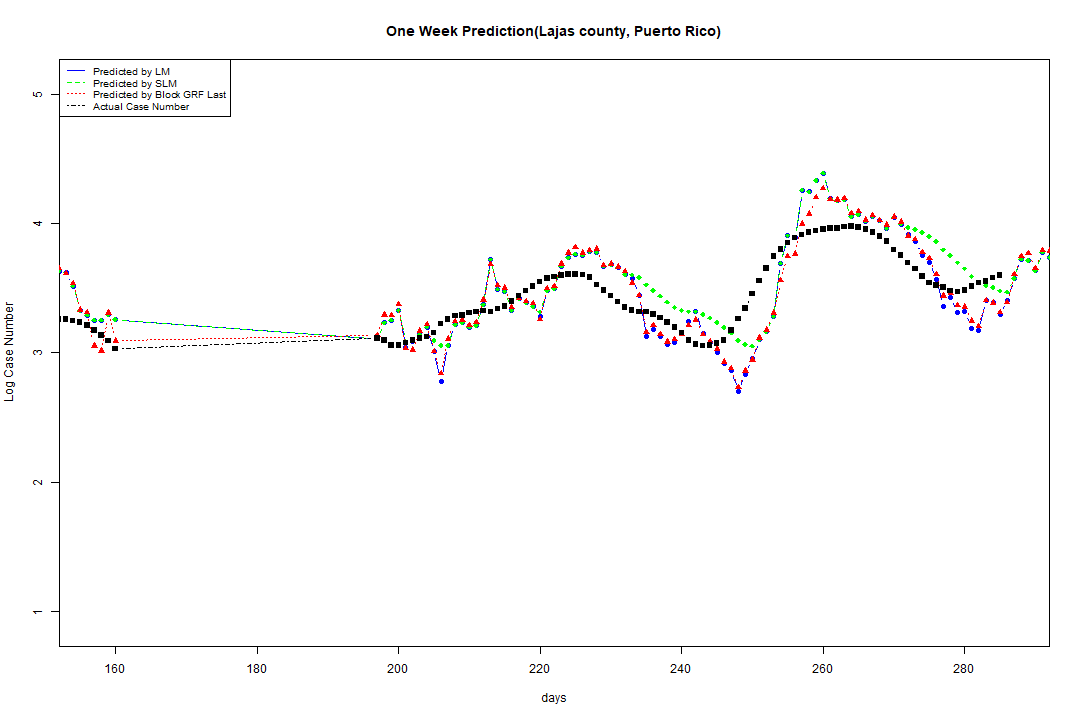 One Week Prediction(Lajas county, Puerto Rico)
Predicted by LM
Predicted by SLM
Predicted by Block GRF Last
Actual Case Number
5
4
3
2
1
Log Case Number
160 180 200 220 240 260 280
days